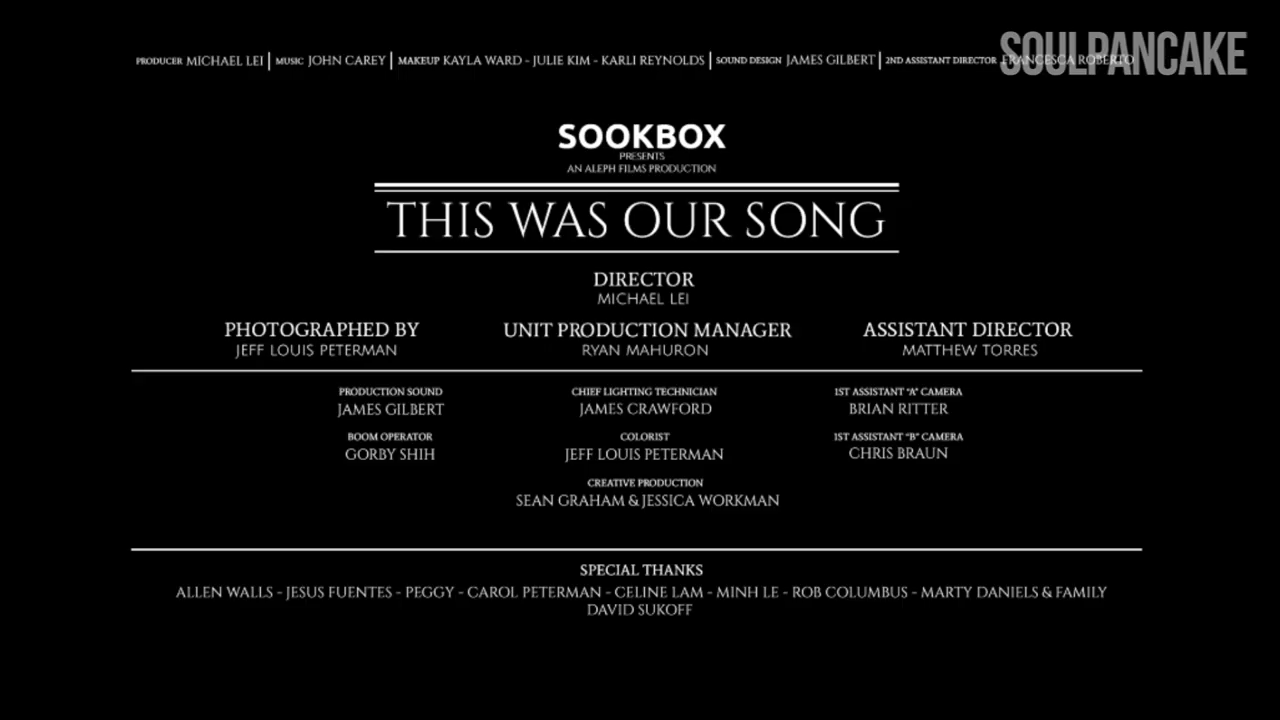 SOULPANCAKE
PRODUCER MICHAEL LEI | MUSIC JOHN CAREY | MAKEUP KAYLA WARD - JULIE KIM - KARLI REYNOLDS | SOUND DESIGN JAMES GILBERT | 2ND ASSISTANT DIRECTOR FRANCESCA ROBERTO
SOOKBOX
PRESENTS
AN ALEPH FILMS PRODUCTION
THIS WAS OUR SONG
DIRECTOR
MICHAEL LEI
PHOTOGRAPHED BY UNIT PRODUCTION MANAGER ASSISTANT DIRECTOR
JEFF LOUIS PETERMAN RYAN MAHURON MATTHEW TORRES
PRODUCTION SOUND CHIEF LIGHTING TECHNICIAN 1ST ASSISTANT "A" CAMERA
JAMES GILBERT JAMES CRAWFORD BRIAN RITTER
BOOM OPERATOR COLORIST 1ST ASSISTANT "B" CAMERA
GORBY SHIH JEFF LOUIS PETERMAN CHRIS BRAUN
CREATIVE PRODUCTION
SEAN GRAHAM & JESSICA WORKMAN
SPECIAL THANKS
ALLEN WALLS - JESUS FUENTES - PEGGY - CAROL PETERMAN - CELINE LAM - MINH LE - ROB COLUMBUS - MARTY DANIELS & FAMILY
DAVID SUKOFF